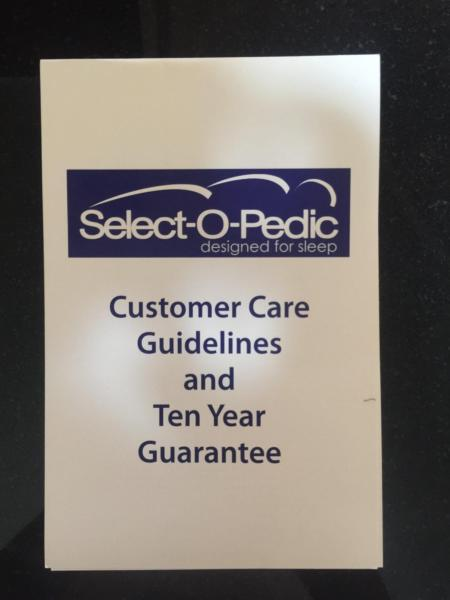 Select-O-Pedic
designed for sleep
Customer Care
Guidelines
and
Ten Year
Guarantee